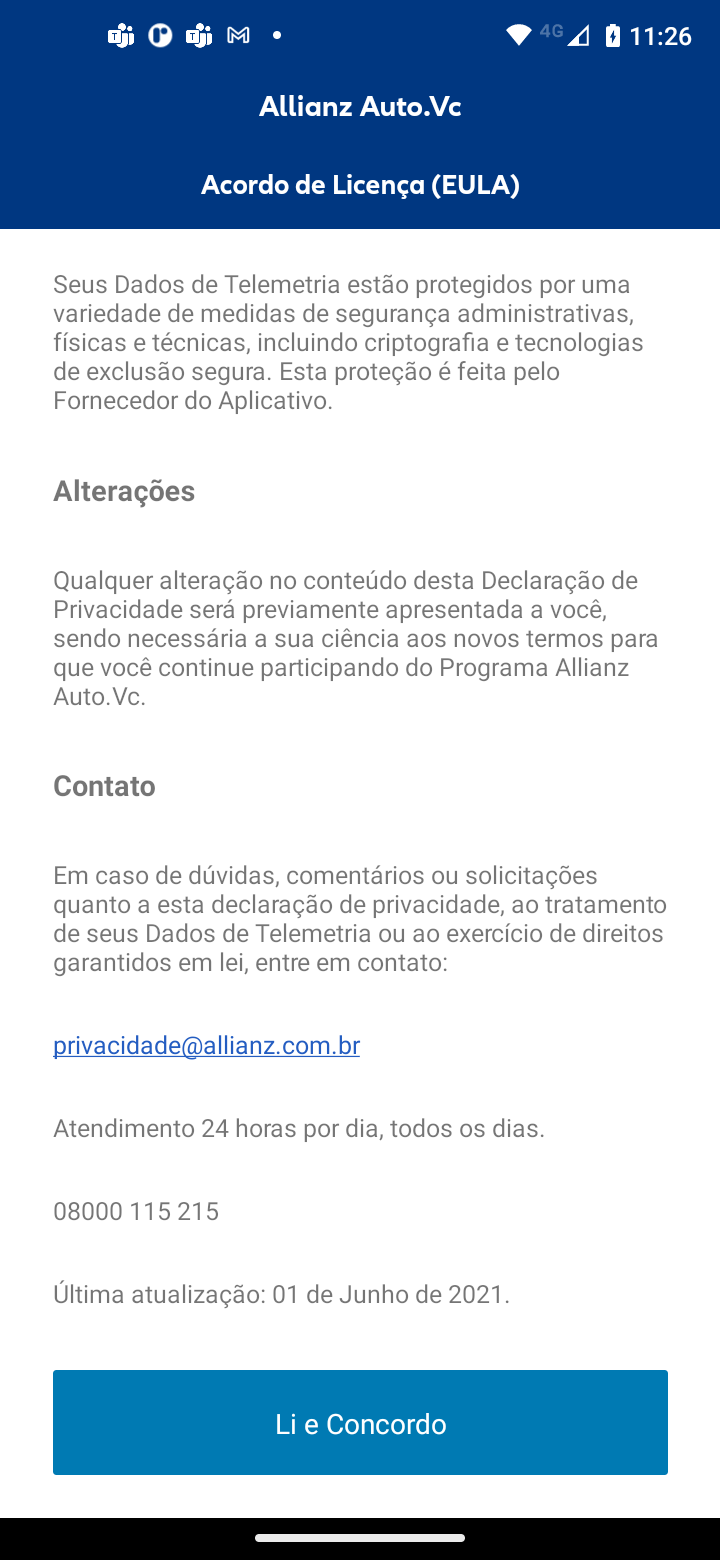 4G 11:26
Allianz Auto.Vc
Acordo de Licença (EULA)
Seus Dados de Telemetria estão protegidos por uma
variedade de medidas de segurança administrativas,
físicas e técnicas, incluindo criptografia e tecnologias
de exclusão segura. Esta proteção é feita pelo
Fornecedor do Aplicativo.
Alterações
Qualquer alteração no conteúdo desta Declaração de
Privacidade será previamente apresentada a você,
sendo necessária a sua ciência aos novos termos para
que você continue participando do Programa Allianz
Auto.Vc.
Contato
Em caso de dúvidas, comentários ou solicitações
quanto a esta declaração de privacidade, ao tratamento
de seus Dados de Telemetria ou ao exercício de direitos
garantidos em lei, entre em contato:
privacidade@allianz.com.br
Atendimento 24 horas por dia, todos os dias.
08000 115 215
Última atualização: 01 de Junho de 2021.
Li e Concordo